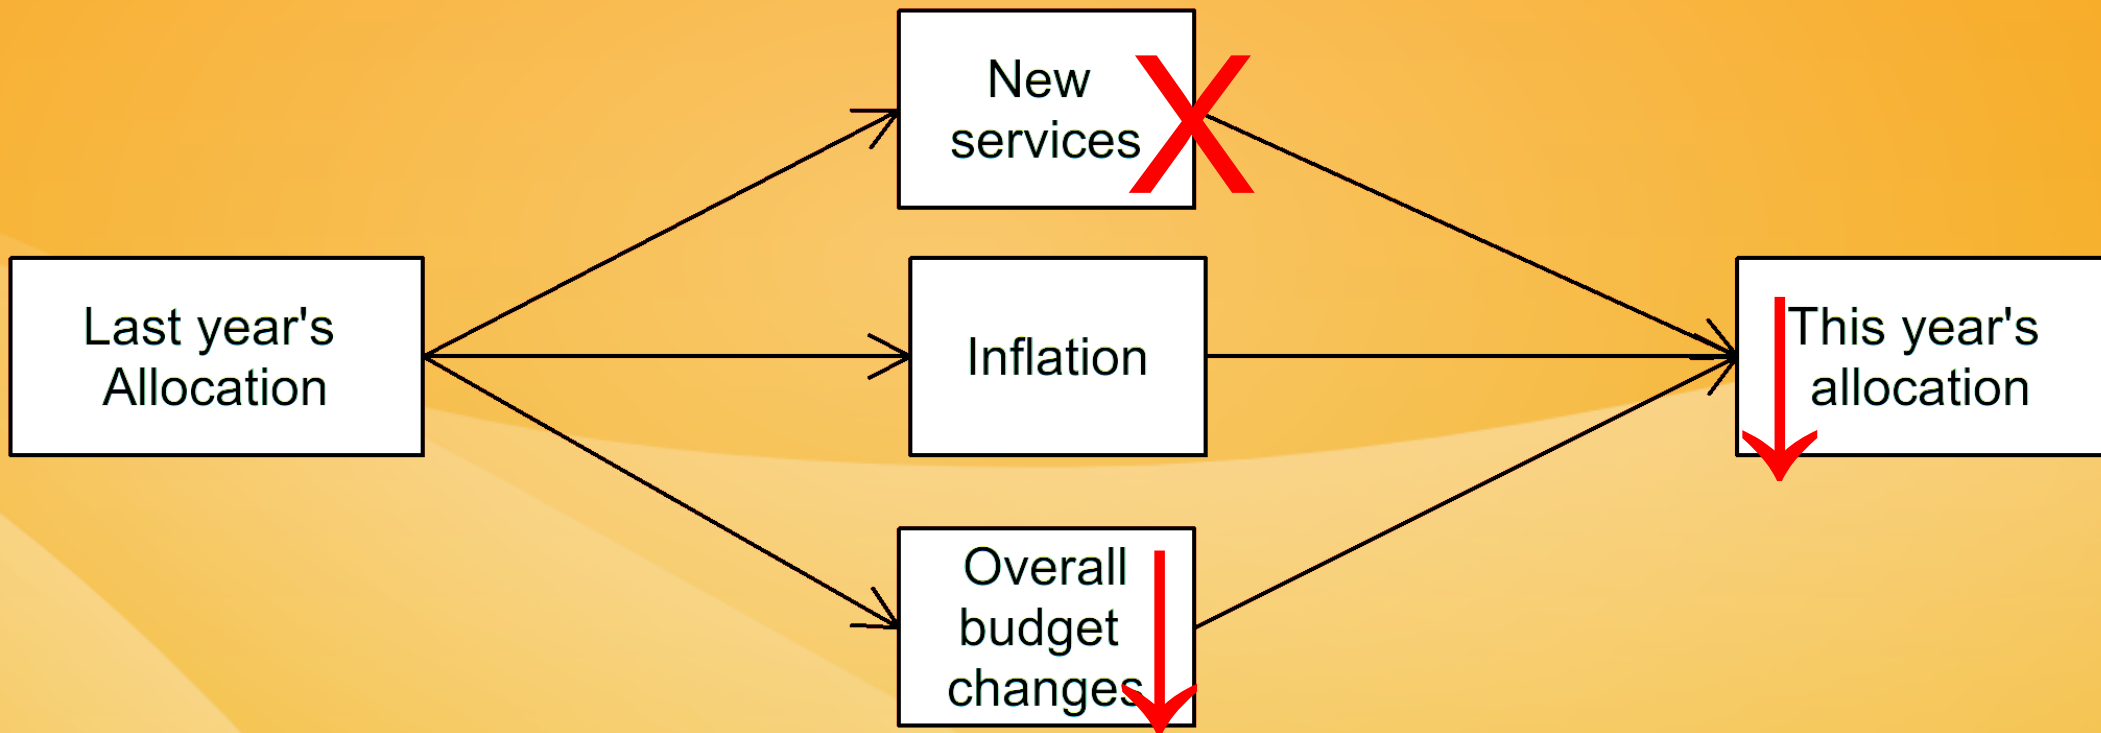 Last year's
Allocation
New
services
X
Inflation
Overall
budget
changes
This year's
allocation